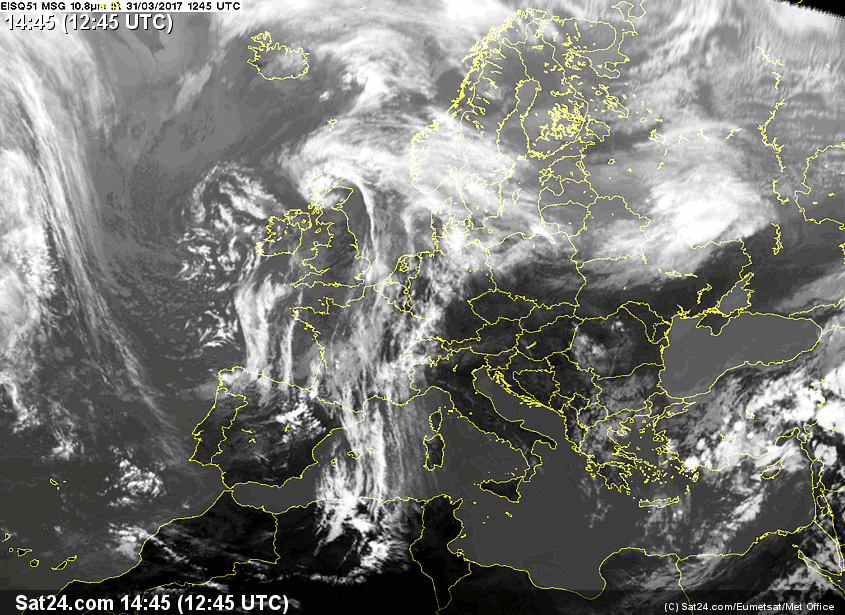 EISQ51 MSG 10.8µm IR 31/03/2017 1245 UTC
14:45 (12:45 UTC)
Sat24.com 14:45 (12:45 UTC)
(C) Sat24.com/Eumetsat/Met Office